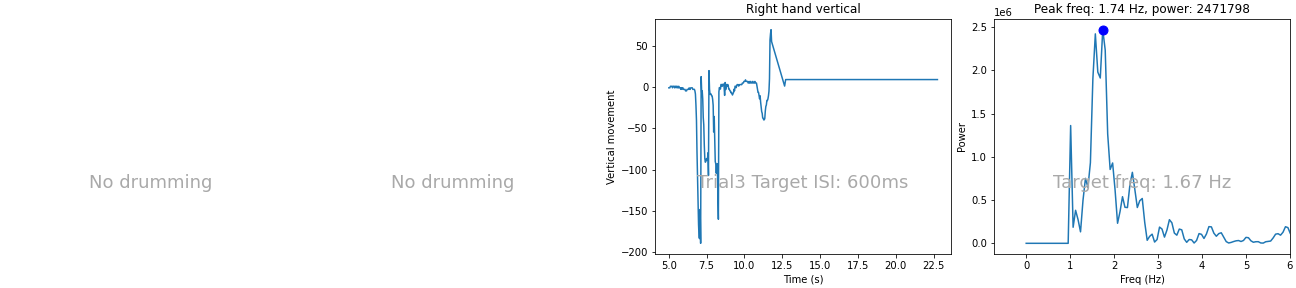 No drumming
No drumming
Right hand vertical
Vertical movement
50
0
−50
−100
−150
−200
Trial3 Target ISI: 600ms
5.0 7.5 10.0 12.5 15.0 17.5 20.0 22.5
Time (s)
Peak freq: 1.74 Hz, power: 2471798
1e6
Power
2.5
2.0
1.5
1.0
0.5
0.0
Target freq: 1.67 Hz
0 1 2 3 4 5 6
Freq (Hz)